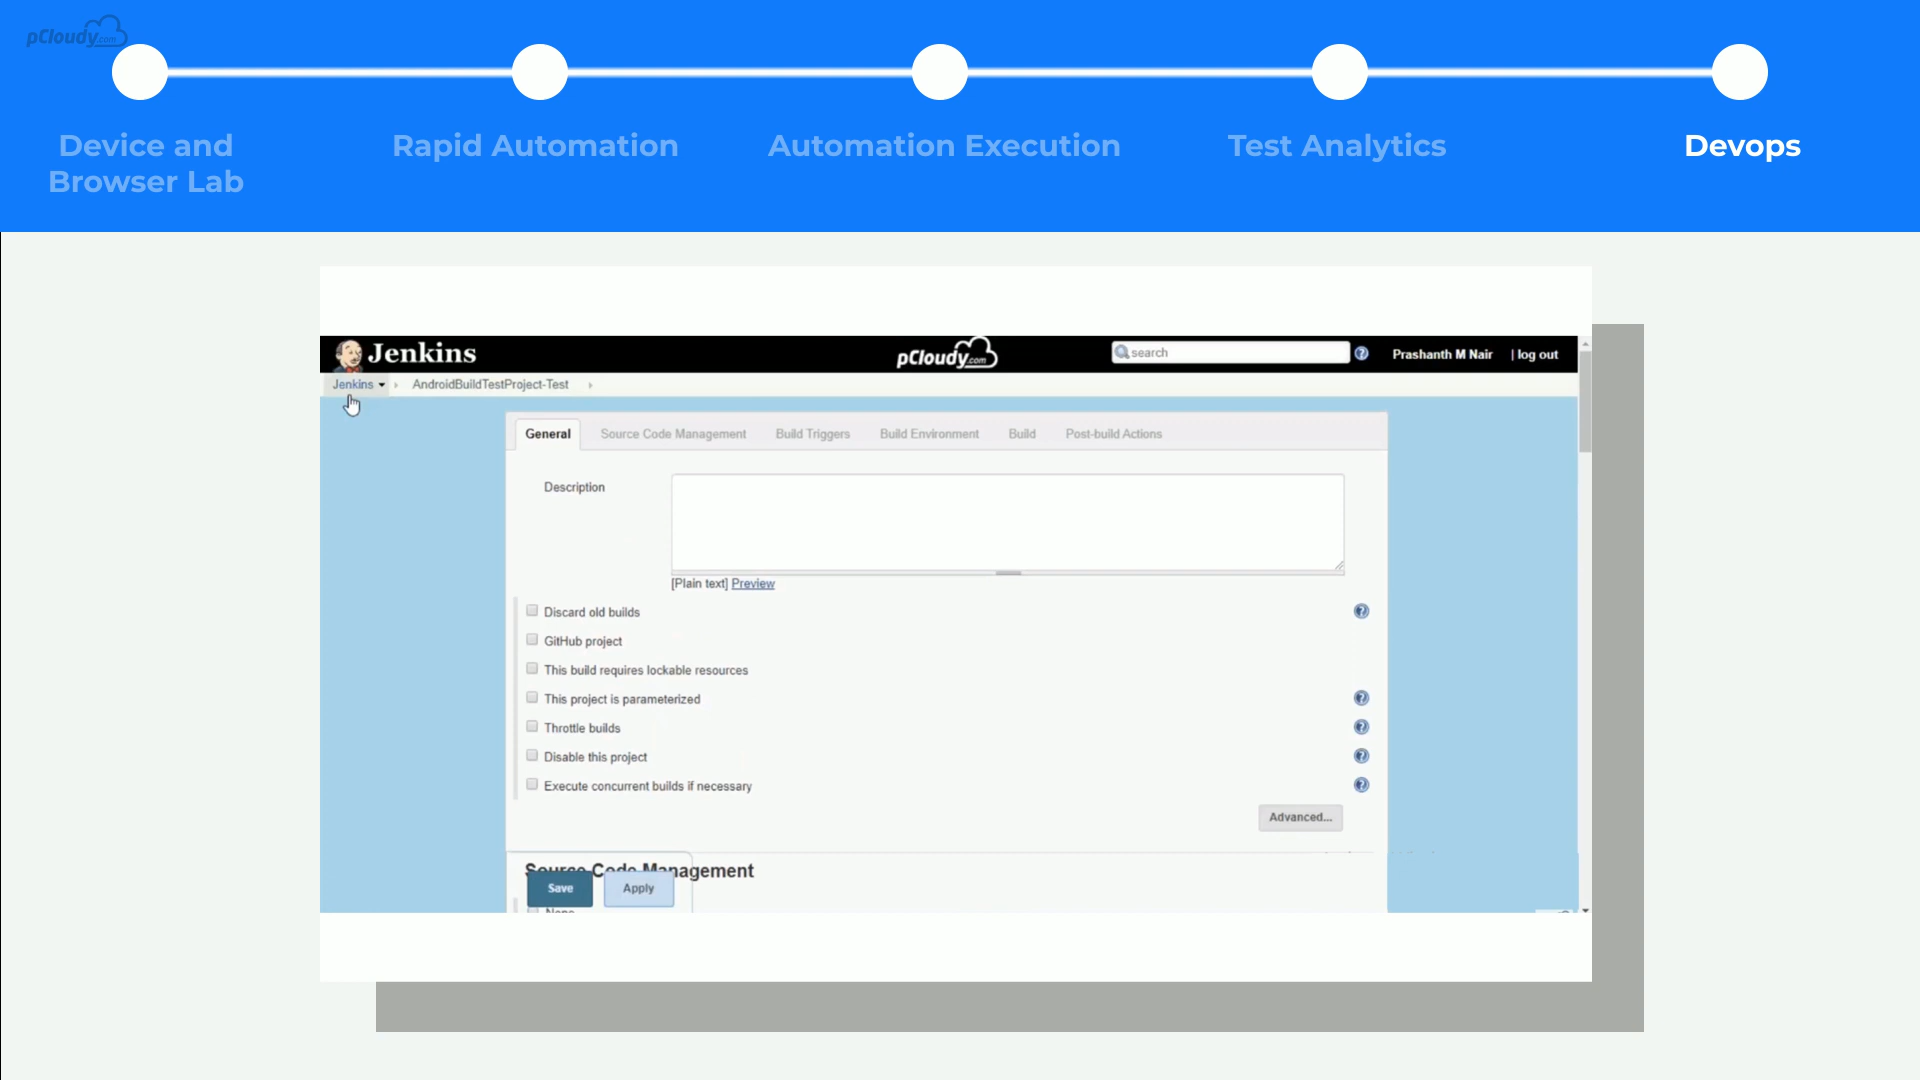 pCloudy.com
Device and
Browser Lab
Rapid Automation
Automation Execution
Test Analytics
Devops
Jenkins
pCloudy.com
search
Prashanth M Nair
| log out
Jenkins
AndroidBuildTestProject-Test
General
Source Code Management
Build Triggers
Build Environment
Build
Post-build Actions
Description
[Plain text] Preview
Discard old builds
GitHub project
This build requires lockable resources
This project is parameterized
Throttle builds
Disable this project
Execute concurrent builds if necessary
Advanced...
Source Code Management
Save
Apply
None